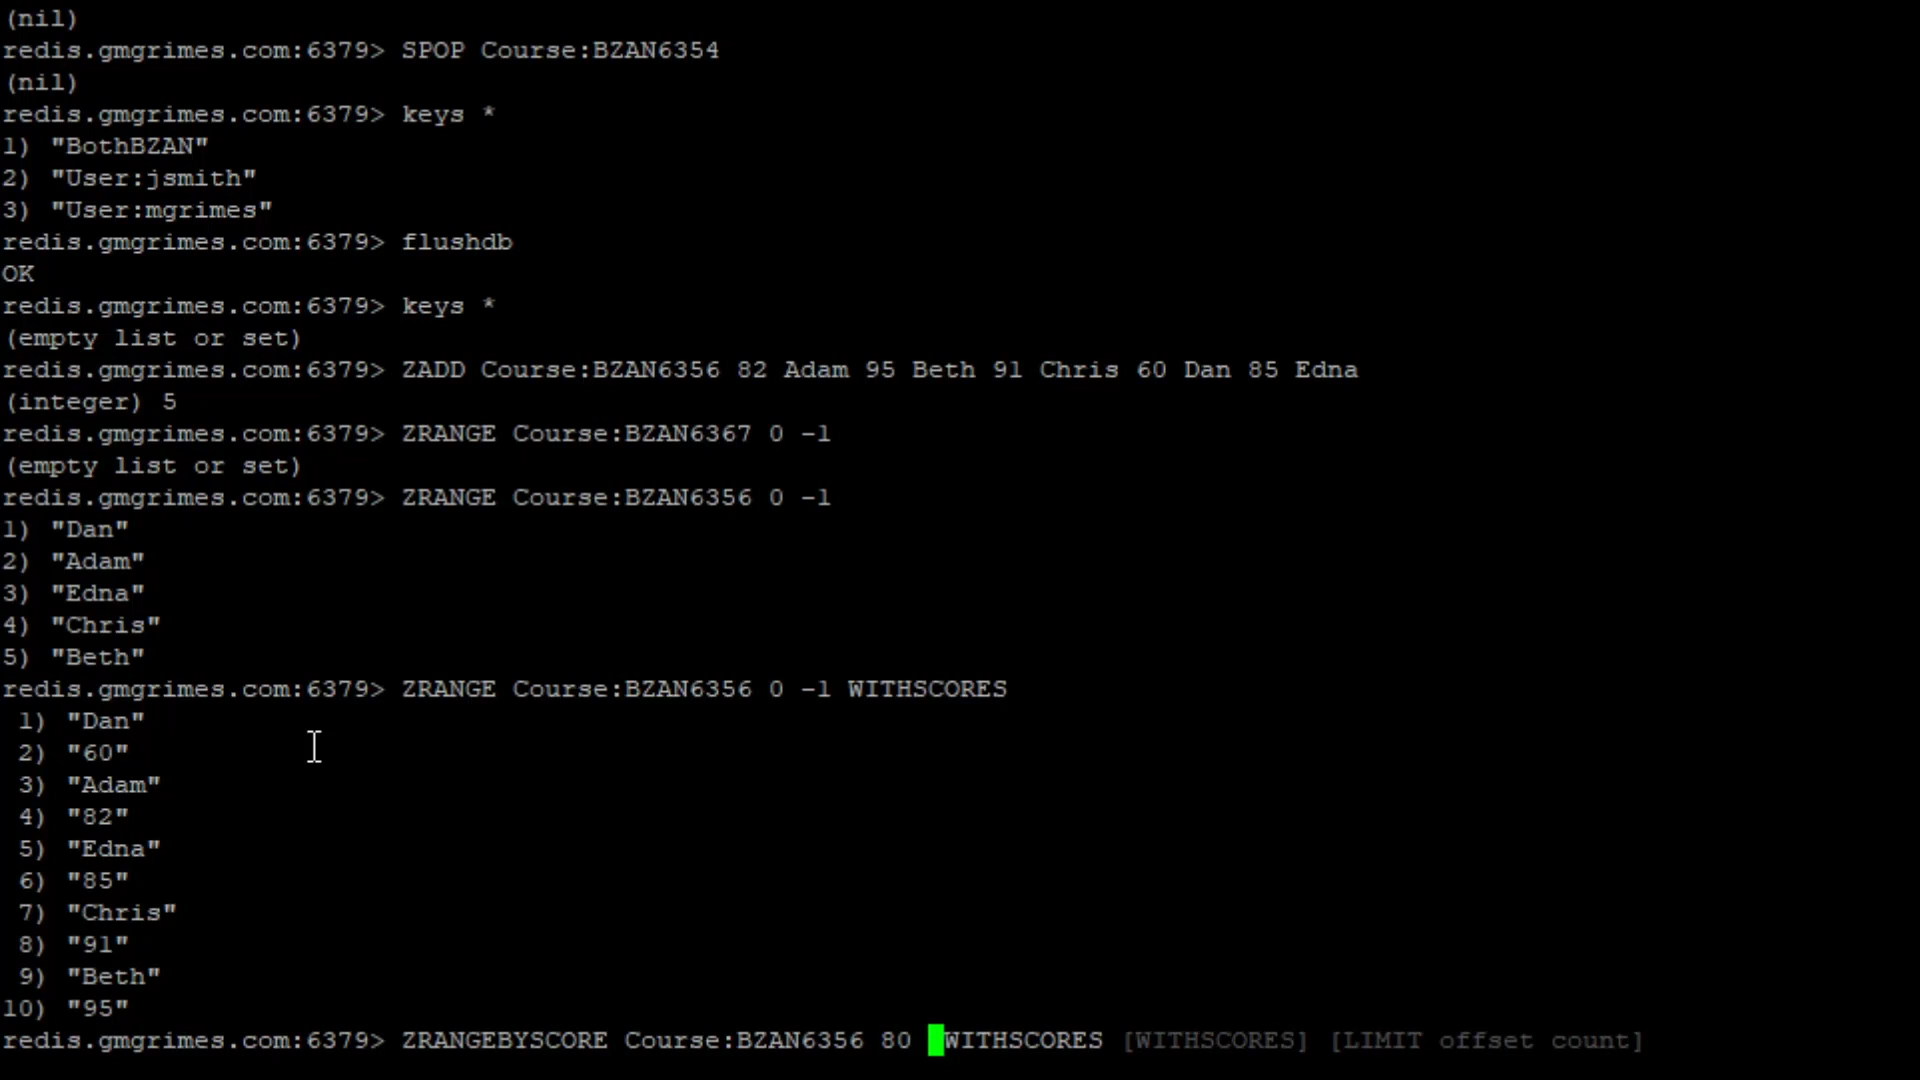 (nil)
redis.gmgrimes.com:6379> SPOP Course:BZAN6354
(nil)
redis.gmgrimes.com:6379> keys *
1) "BothBZAN"
2) "User:jsmith"
3) "User:mgrimes"
redis.gmgrimes.com:6379> flushdb
OK
redis.gmgrimes.com:6379> keys *
(empty list or set)
redis.gmgrimes.com:6379> ZADD Course:BZAN6356 82 Adam 95 Beth 91 Chris 60 Dan 85 Edna
(integer) 5
redis.gmgrimes.com:6379> ZRANGE Course:BZAN6367 0 -1
(empty list or set)
redis.gmgrimes.com:6379> ZRANGE Course:BZAN6356 0 -1
1) "Dan"
2) "Adam"
3) "Edna"
4) "Chris"
5) "Beth"
redis.gmgrimes.com:6379> ZRANGE Course:BZAN6356 0 -1 WITHSCORES
 1) "Dan"
 2) "60"
 3) "Adam"
 4) "82"
 5) "Edna"
 6) "85"
 7) "Chris"
 8) "91"
 9) "Beth"
10) "95"
redis.gmgrimes.com:6379> ZRANGEBYSCORE Course:BZAN6356 80 WITHSCORES [WITHSCORES] [LIMIT offset count]